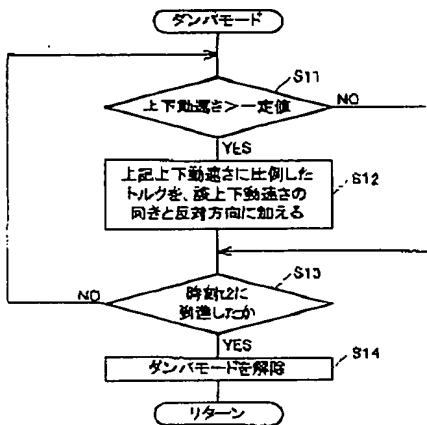 ダンパモード
S11
上下動速さ>一定値
NO
YES
上記上下動速さに比例した
トルクを、該上下動速さの
向きと反対方向に加える
S12
S13
時刻t2に
到達したか
NO
YES
S14
ダンパモードを解除
リターン